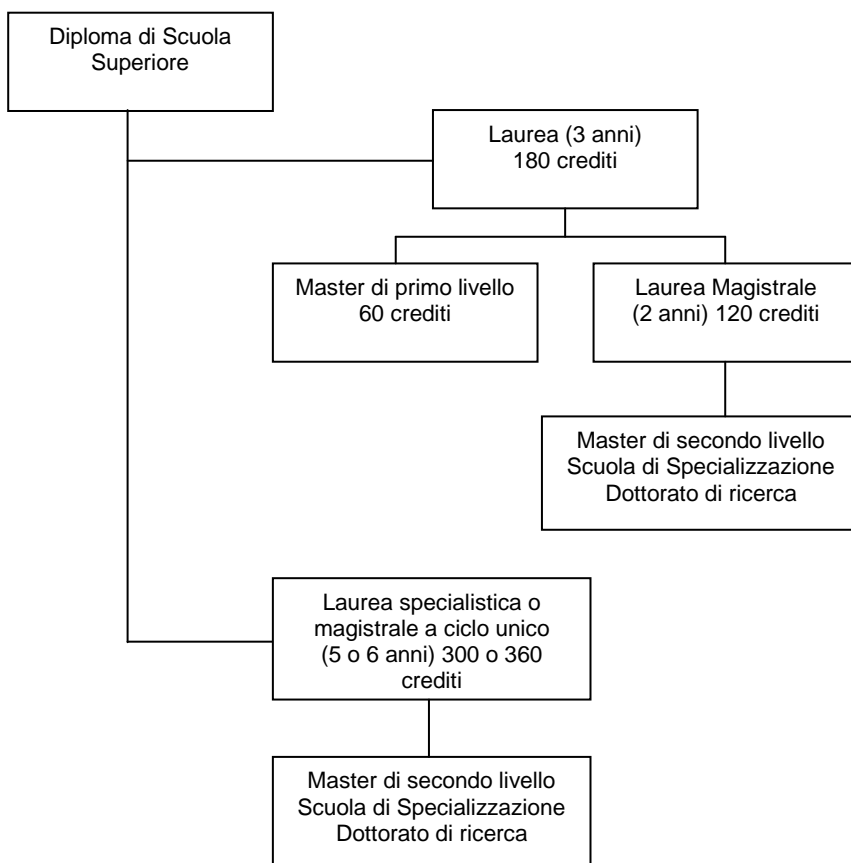 Diploma di Scuola
Superiore
Laurea (3 anni)
180 crediti
Master di primo livello
60 crediti
Laurea Magistrale
(2 anni) 120 crediti
Master di secondo livello
Scuola di Specializzazione
Dottorato di ricerca
Laurea specialistica o
magistrale a ciclo unico
(5 o 6 anni) 300 o 360
crediti
Master di secondo livello
Scuola di Specializzazione
Dottorato di ricerca